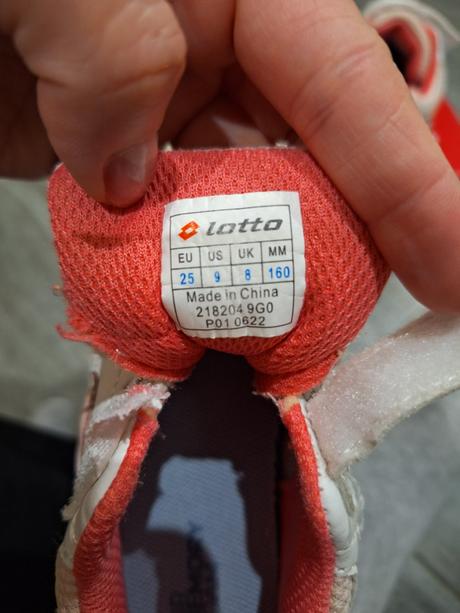 lotto
EU US UK MM
25 9 8 160
Made in China
218204 9G0
P01 0622